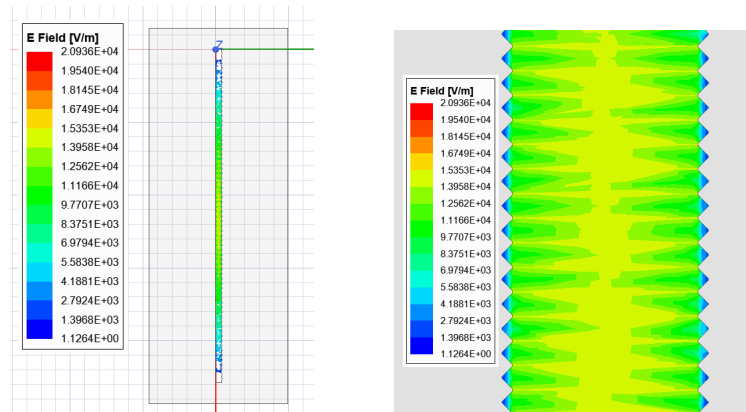 E Field [V/m]
2.0936E+04
1.9540E+04
1.8145E+04
1.6749E+04
1.5353E+04
1.3958E+04
1.2562E+04
1.1166E+04
9.7707E+03
8.3751E+03
6.9794E+03
5.5838E+03
4.1881E+03
2.7924E+03
1.3968E+03
1.1264E+00
Z
E Field [V/m]
2.0936E+04
1.9540E+04
1.8145E+04
1.6749E+04
1.5353E+04
1.3958E+04
1.2562E+04
1.1166E+04
9.7707E+03
8.3751E+03
6.9794E+03
5.5838E+03
4.1881E+03
2.7924E+03
1.3968E+03
1.1264E+00